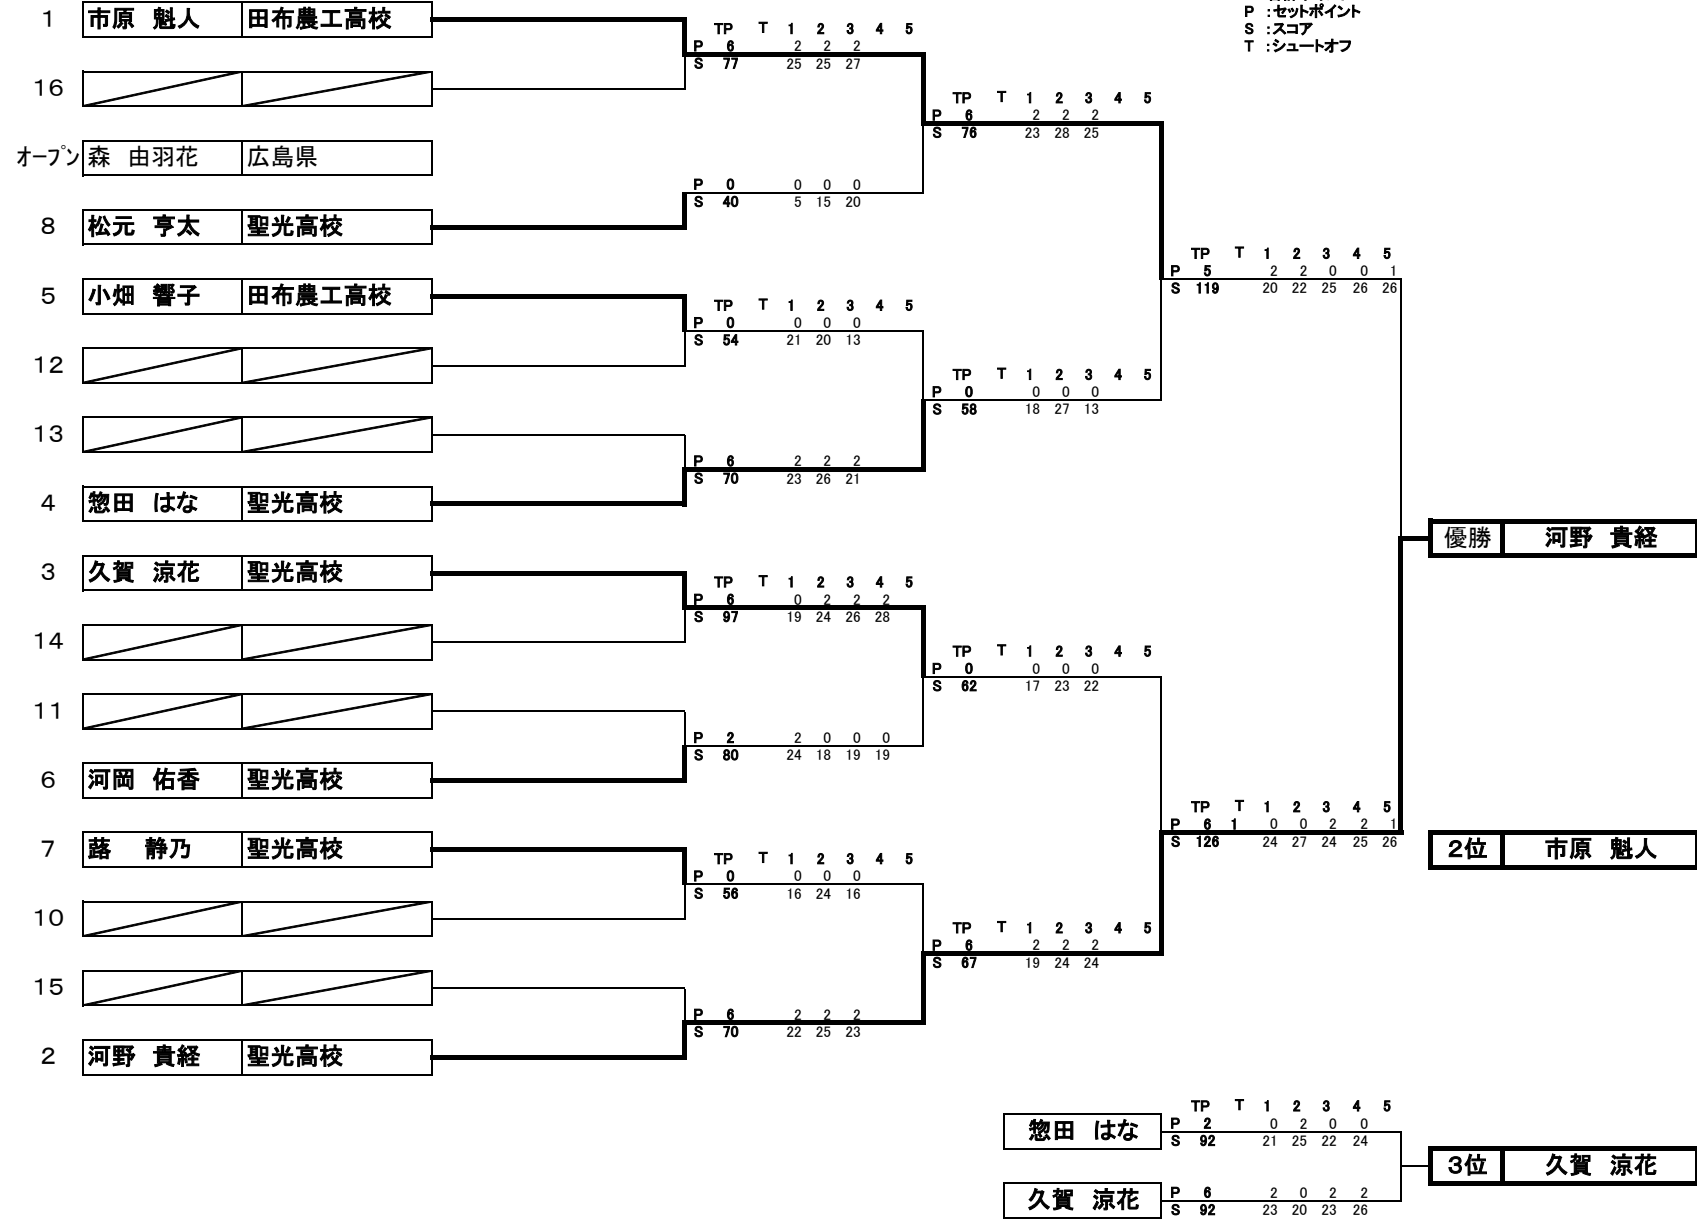 P ：セットポイント
S ：スコア
T ：シュートオフ
1 市原 魁人 田布農工高校
TP T 1 2 3 4 5
P 6 2 2 2
S 77 25 25 27
16
TP T 1 2 3 4 5
P 6 2 2 2
S 76 23 28 25
オープン 森 由羽花 広島県
P 0 0 0 0
S 40 5 15 20
8 松元 亨太 聖光高校
TP T 1 2 3 4 5
P 5 2 2 0 0 1
S 119 20 22 25 26 26
5 小畑 響子 田布農工高校
TP T 1 2 3 4 5
P 0 0 0 0
S 54 21 20 13
12
TP T 1 2 3 4 5
P 0 0 0 0
S 58 18 27 13
13
P 6 2 2 2
S 70 23 26 21
4 惣田 はな 聖光高校
優勝 河野 貴経
3 久賀 涼花 聖光高校
TP T 1 2 3 4 5
P 6 0 2 2 2
S 97 19 24 26 28
14
TP T 1 2 3 4 5
P 0 0 0 0
S 62 17 23 22
11
P 2 2 0 0 0
S 80 24 18 19 19
6 河岡 佑香 聖光高校
TP T 1 2 3 4 5
P 6 1 0 0 2 2 1
S 126 24 27 24 25 26
2位 市原 魁人
7 蕗 静乃 聖光高校
TP T 1 2 3 4 5
P 0 0 0 0
S 56 16 24 16
10
TP T 1 2 3 4 5
P 6 2 2 2
S 67 19 24 24
15
P 6 2 2 2
S 70 22 25 23
2 河野 貴経 聖光高校
TP T 1 2 3 4 5
惣田 はな P 2 0 2 0 0
S 92 21 25 22 24
3位 久賀 涼花
久賀 涼花 P 6 2 0 2 2
S 92 23 20 23 26